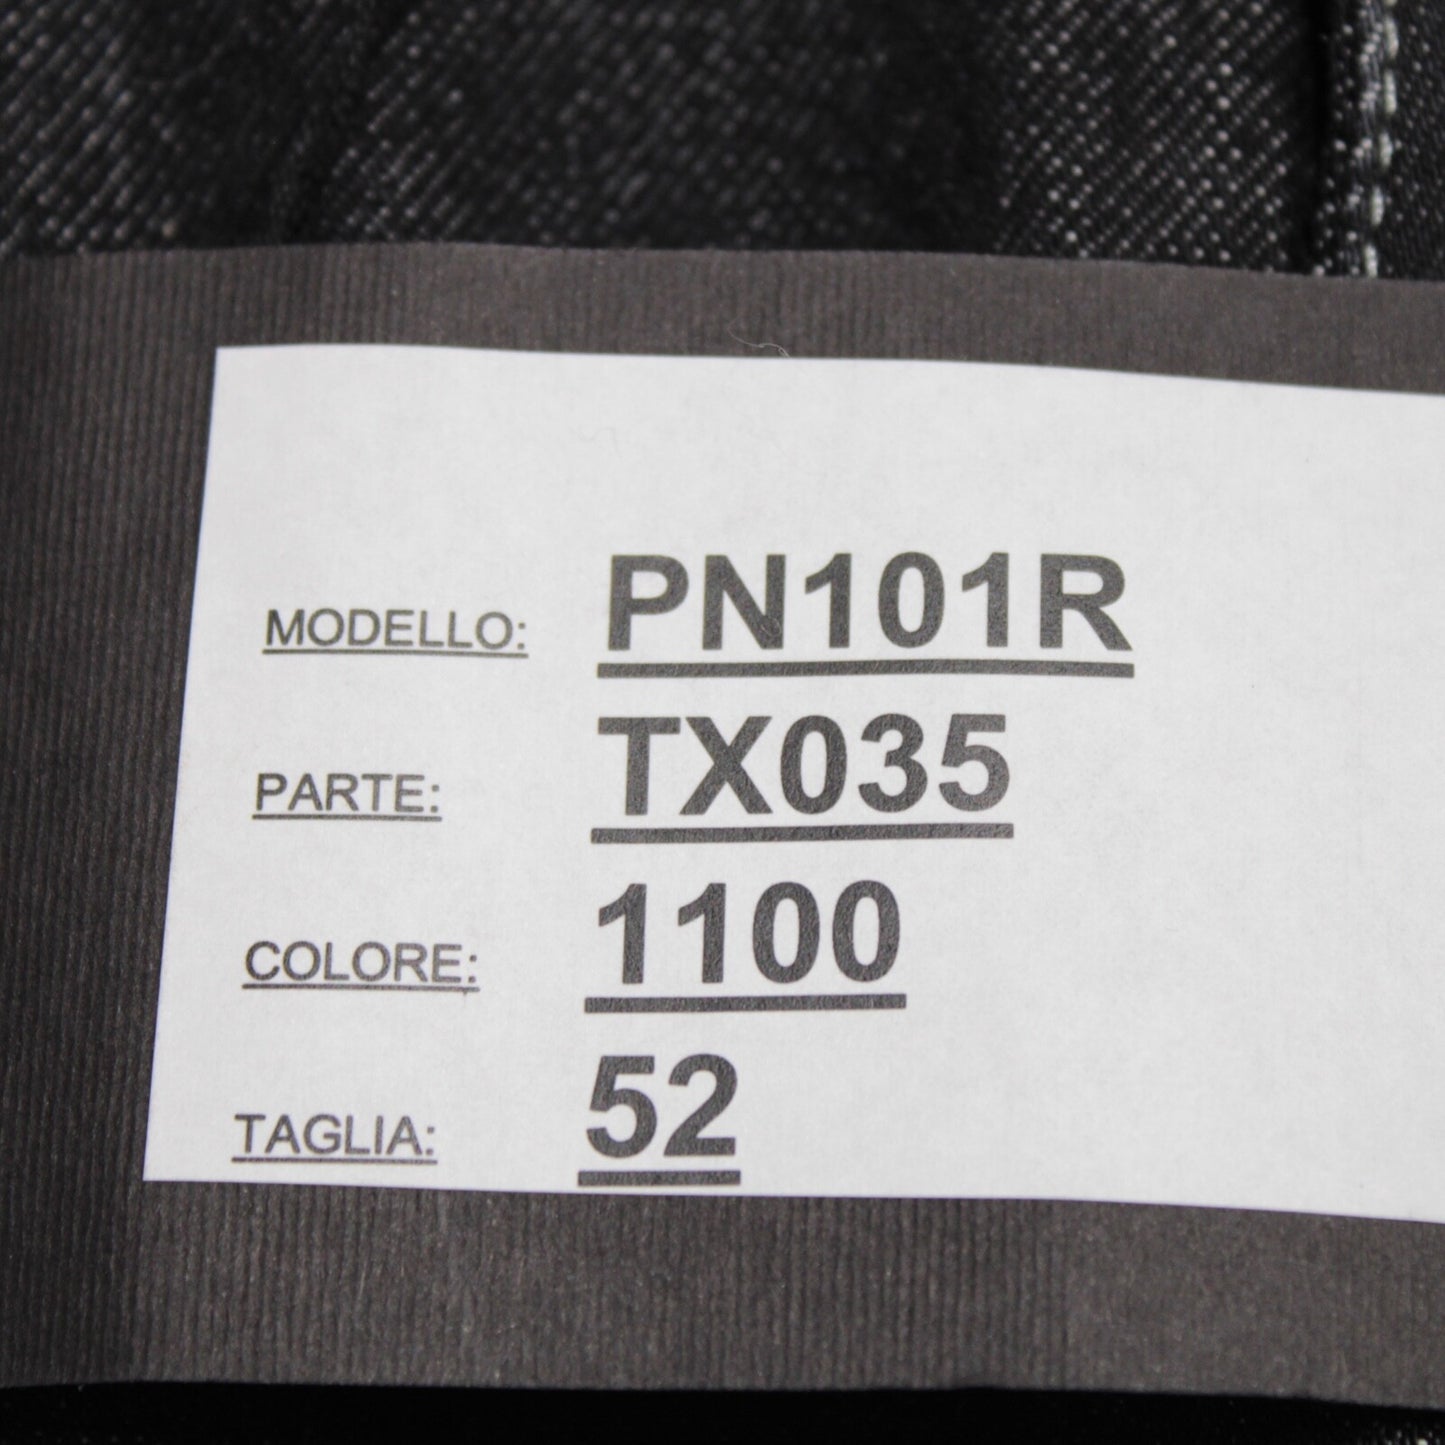 MODELLO: PN101R
PARTE: TX035
COLORE: 1100
TAGLIA: 52